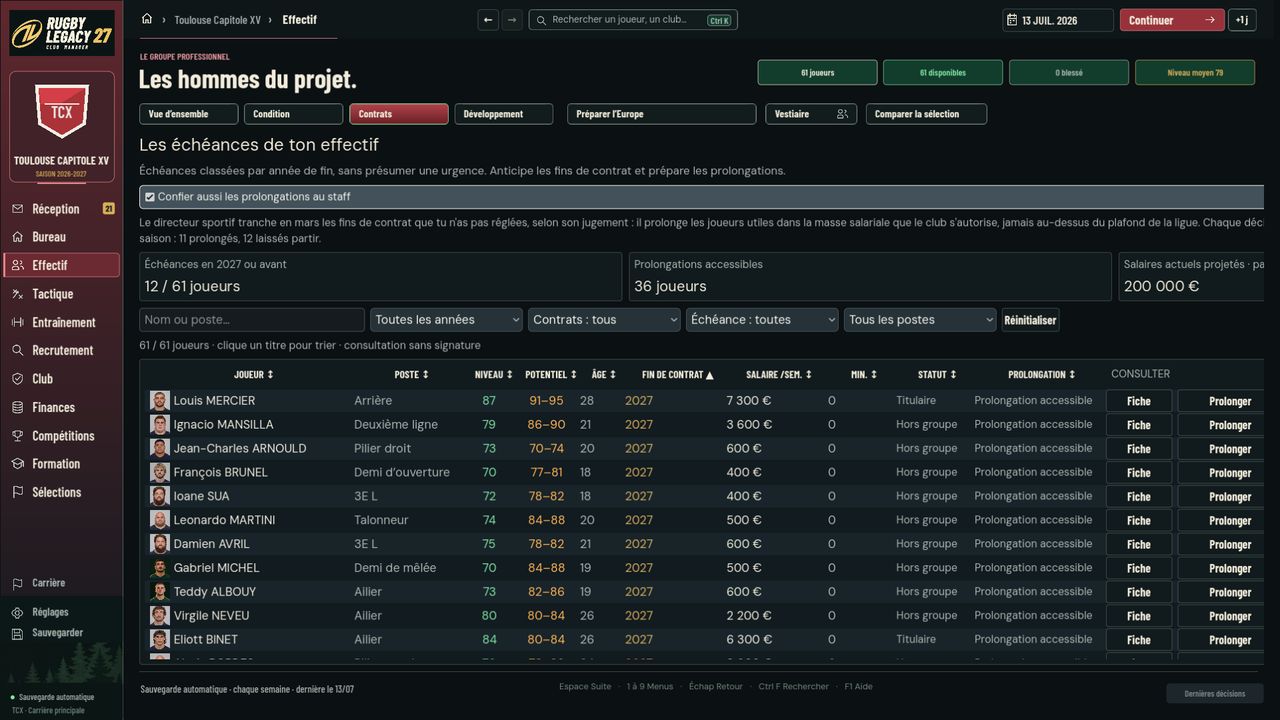 RUGBY
LEGACY 27
CLUB MANAGER
› Toulouse Capitole XV › Effectif
← →
Rechercher un joueur, un club...
Ctrl K
13 JUIL. 2026
Continuer →
+1 j
TCX
TOULOUSE CAPITOLE XV
SAISON 2026-2027
Réception 21
Bureau
Effectif
Tactique
Entraînement
Recrutement
Club
Finances
Compétitions
Formation
Sélections
Carrière
Réglages
Sauvegarder
Sauvegarde automatique
TCX · Carrière principale
LE GROUPE PROFESSIONNEL
Les hommes du projet.
61 joueurs
61 disponibles
0 blessé
Niveau moyen 79
Vue d'ensemble
Condition
Contrats
Développement
Préparer l'Europe
Vestiaire
Comparer la sélection
Les échéances de ton effectif
Échéances classées par année de fin, sans présumer une urgence. Anticipe les fins de contrat et prépare les prolongations.
Confier aussi les prolongations au staff
Le directeur sportif tranche en mars les fins de contrat que tu n'as pas réglées, selon son jugement : il prolonge les joueurs utiles dans la masse salariale que le club s'autorise, jamais au-dessus du plafond de la ligue. Chaque déci
saison : 11 prolongés, 12 laissés partir.
Échéances en 2027 ou avant
12 / 61 joueurs
Prolongations accessibles
36 joueurs
Salaires actuels projetés · pa
200 000 €
Nom ou poste...
Toutes les années
Contrats : tous
Échéance : toutes
Tous les postes
Réinitialiser
61 / 61 joueurs · clique un titre pour trier · consultation sans signature
JOUEUR ↕ POSTE ↕ NIVEAU ↕ POTENTIEL ↕ ÂGE ↕ FIN DE CONTRAT ▲ SALAIRE /SEM. ↕ MIN. ↕ STATUT ↕ PROLONGATION ↕ CONSULTER
Louis MERCIER Arrière 87 91–95 28 2027 7 300 € 0 Titulaire Prolongation accessible Fiche Prolonger
Ignacio MANSILLA Deuxième ligne 79 86–90 21 2027 3 600 € 0 Hors groupe Prolongation accessible Fiche Prolonger
Jean-Charles ARNOULD Pilier droit 73 70–74 20 2027 600 € 0 Hors groupe Prolongation accessible Fiche Prolonger
François BRUNEL Demi d'ouverture 70 77–81 18 2027 400 € 0 Hors groupe Prolongation accessible Fiche Prolonger
Ioane SUA 3E L 72 78–82 18 2027 400 € 0 Hors groupe Prolongation accessible Fiche Prolonger
Leonardo MARTINI Talonneur 74 84–88 20 2027 500 € 0 Hors groupe Prolongation accessible Fiche Prolonger
Damien AVRIL 3E L 75 78–82 21 2027 600 € 0 Hors groupe Prolongation accessible Fiche Prolonger
Gabriel MICHEL Demi de mêlée 70 84–88 19 2027 500 € 0 Hors groupe Prolongation accessible Fiche Prolonger
Teddy ALBOUY Ailier 73 82–86 19 2027 600 € 0 Hors groupe Prolongation accessible Fiche Prolonger
Virgile NEVEU Ailier 80 80–84 26 2027 2 200 € 0 Hors groupe Prolongation accessible Fiche Prolonger
Eliott BINET Ailier 84 80–84 26 2027 6 300 € 0 Titulaire Prolongation accessible Fiche Prolonger
Sauvegarde automatique · chaque semaine · dernière le 13/07
Espace Suite · 1 à 9 Menus · Échap Retour · Ctrl F Rechercher · F1 Aide
Dernières décisions